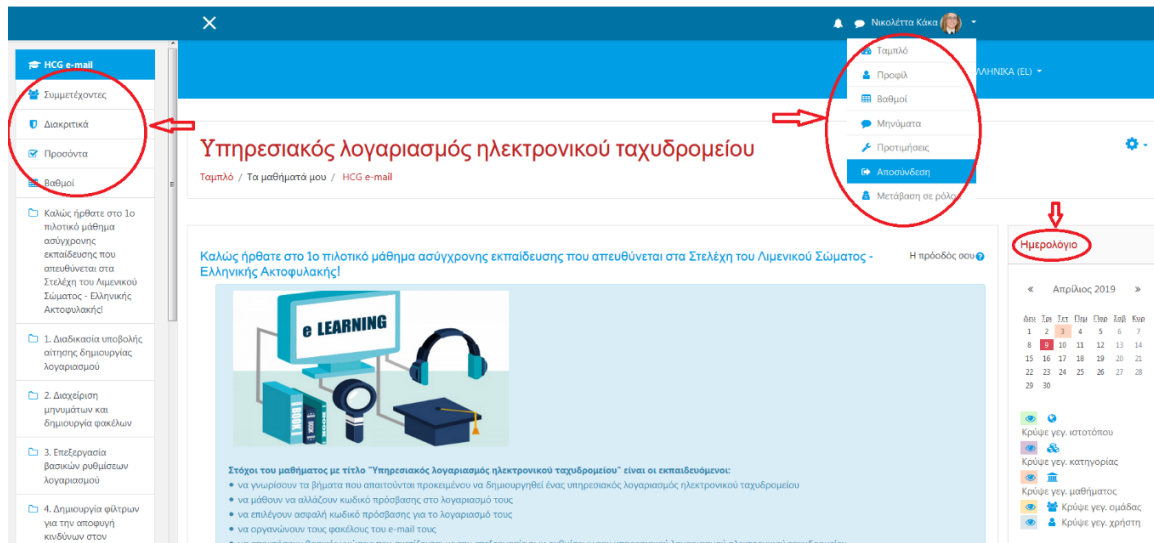 Νικολέττα Κάκα
HCG e-mail
Συμμετέχοντες
Διακριτικά
Προσόντα
Βαθμοί
Καλώς ήρθατε στο 1ο
πιλοτικό μάθημα
ασύγχρονης
εκπαίδευσης που
απευθύνεται στα
Στελέχη του Λιμενικού
Σώματος - Ελληνικής
Ακτοφυλακής!
1. Διαδικασία υποβολής
αίτησης δημιουργίας
λογαριασμού
2. Διαχείριση
μηνυμάτων και
δημιουργία φακέλων
3. Επεξεργασία
βασικών ρυθμίσεων
λογαριασμού
4. Δημιουργία φίλτρων
για την αποφυγή
κινδύνων στον
Ταμπλό
Προφίλ
Βαθμοί
Μηνύματα
Προτιμήσεις
Αποσύνδεση
Μετάβαση σε ρόλο...
ΛΛΗΝΙΚΆ (EL)
Υπηρεσιακός λογαριασμός ηλεκτρονικού ταχυδρομείου
Ταμπλό / Τα μαθήματά μου / HCG e-mail
Καλώς ήρθατε στο 1ο πιλοτικό μάθημα ασύγχρονης εκπαίδευσης που απευθύνεται στα Στελέχη του Λιμενικού Σώματος -
Ελληνικής Ακτοφυλακής!
Η πρόοδός σου
e LEARNING
BOOK
BOOK
Στόχοι του μαθήματος με τίτλο "Υπηρεσιακός λογαριασμός ηλεκτρονικού ταχυδρομείου" είναι οι εκπαιδευόμενοι:
• να γνωρίσουν τα βήματα που απαιτούνται προκειμένου να δημιουργηθεί ένας υπηρεσιακός λογαριασμός ηλεκτρονικού ταχυδρομείου
• να μάθουν να αλλάζουν κωδικό πρόσβασης στο λογαριασμό τους
• να επιλέγουν ασφαλή κωδικό πρόσβασης για το λογαριασμό τους
• να οργανώνουν τους φακέλους του e-mail τους
Ημερολόγιο
« Απρίλιος 2019 »
Δευ Τρι Τετ Πεμ Παρ Σαβ Κυρ
1 2 3 4 5 6 7
8 9 10 11 12 13 14
15 16 17 18 19 20 21
22 23 24 25 26 27 28
29 30
Κρύψε γεγ. ιστοτόπου
Κρύψε γεγ. κατηγορίας
Κρύψε γεγ. μαθήματος
Κρύψε γεγ. ομάδας
Κρύψε γεγ. χρήστη